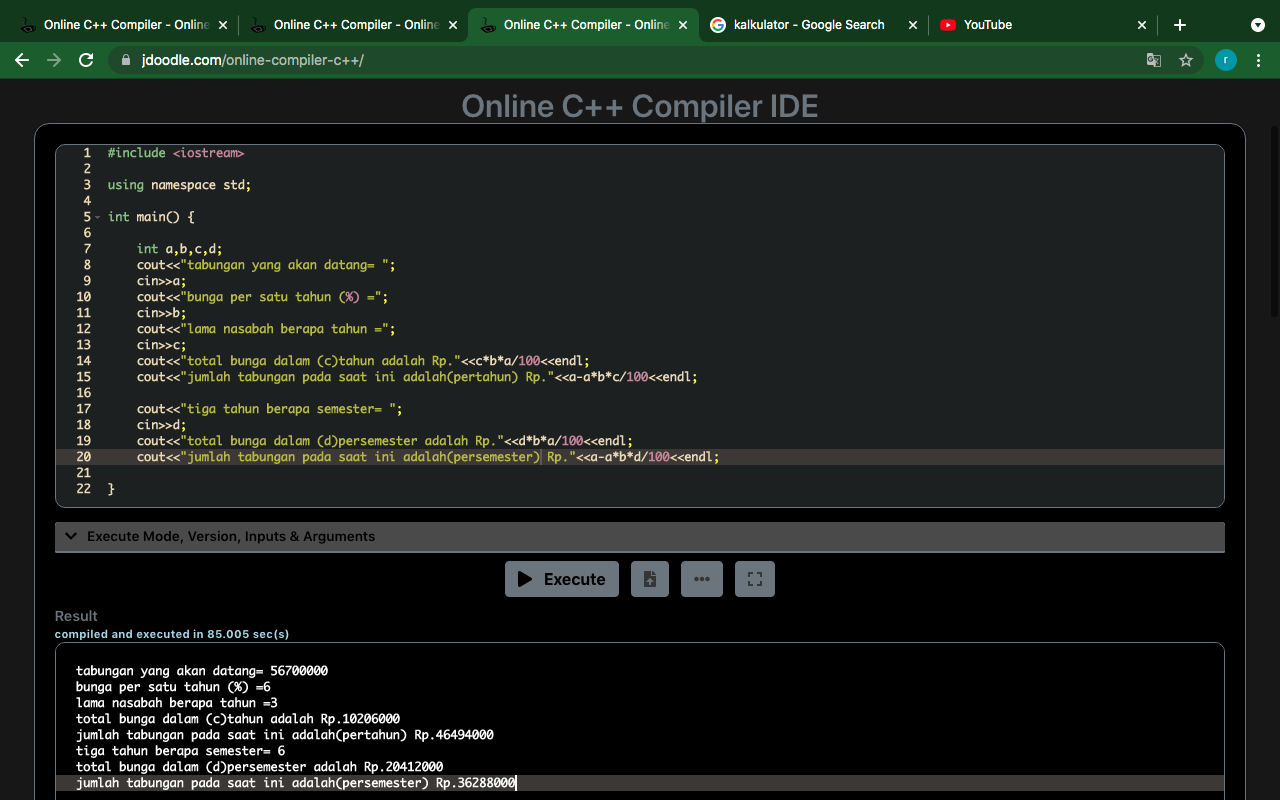 Online C++ Compiler - Online
Online C++ Compiler - Online
Online C++ Compiler - Online
kalkulator - Google Search
YouTube
jdoodle.com/online-compiler-c++/
r
Online C++ Compiler IDE
1 #include <iostream>
2
3 using namespace std;
4
5 int main() {
6
7 int a,b,c,d;
8 cout<<"tabungan yang akan datang= ";
9 cin>>a;
10 cout<<"bunga per satu tahun (%) =";
11 cin>>b;
12 cout<<"lama nasabah berapa tahun =";
13 cin>>c;
14 cout<<"total bunga dalam (c)tahun adalah Rp."<<c*b*a/100<<endl;
15 cout<<"jumlah tabungan pada saat ini adalah(pertahun) Rp."<<a-a*b*c/100<<endl;
16
17 cout<<"tiga tahun berapa semester= ";
18 cin>>d;
19 cout<<"total bunga dalam (d)persemester adalah Rp."<<d*b*a/100<<endl;
20 cout<<"jumlah tabungan pada saat ini adalah(persemester) Rp."<<a-a*b*d/100<<endl;
21
22 }
Execute Mode, Version, Inputs & Arguments
Execute
Result
compiled and executed in 85.005 sec(s)
tabungan yang akan datang= 56700000
bunga per satu tahun (%) =6
lama nasabah berapa tahun =3
total bunga dalam (c)tahun adalah Rp.10206000
jumlah tabungan pada saat ini adalah(pertahun) Rp.46494000
tiga tahun berapa semester= 6
total bunga dalam (d)persemester adalah Rp.20412000
jumlah tabungan pada saat ini adalah(persemester) Rp.36288000